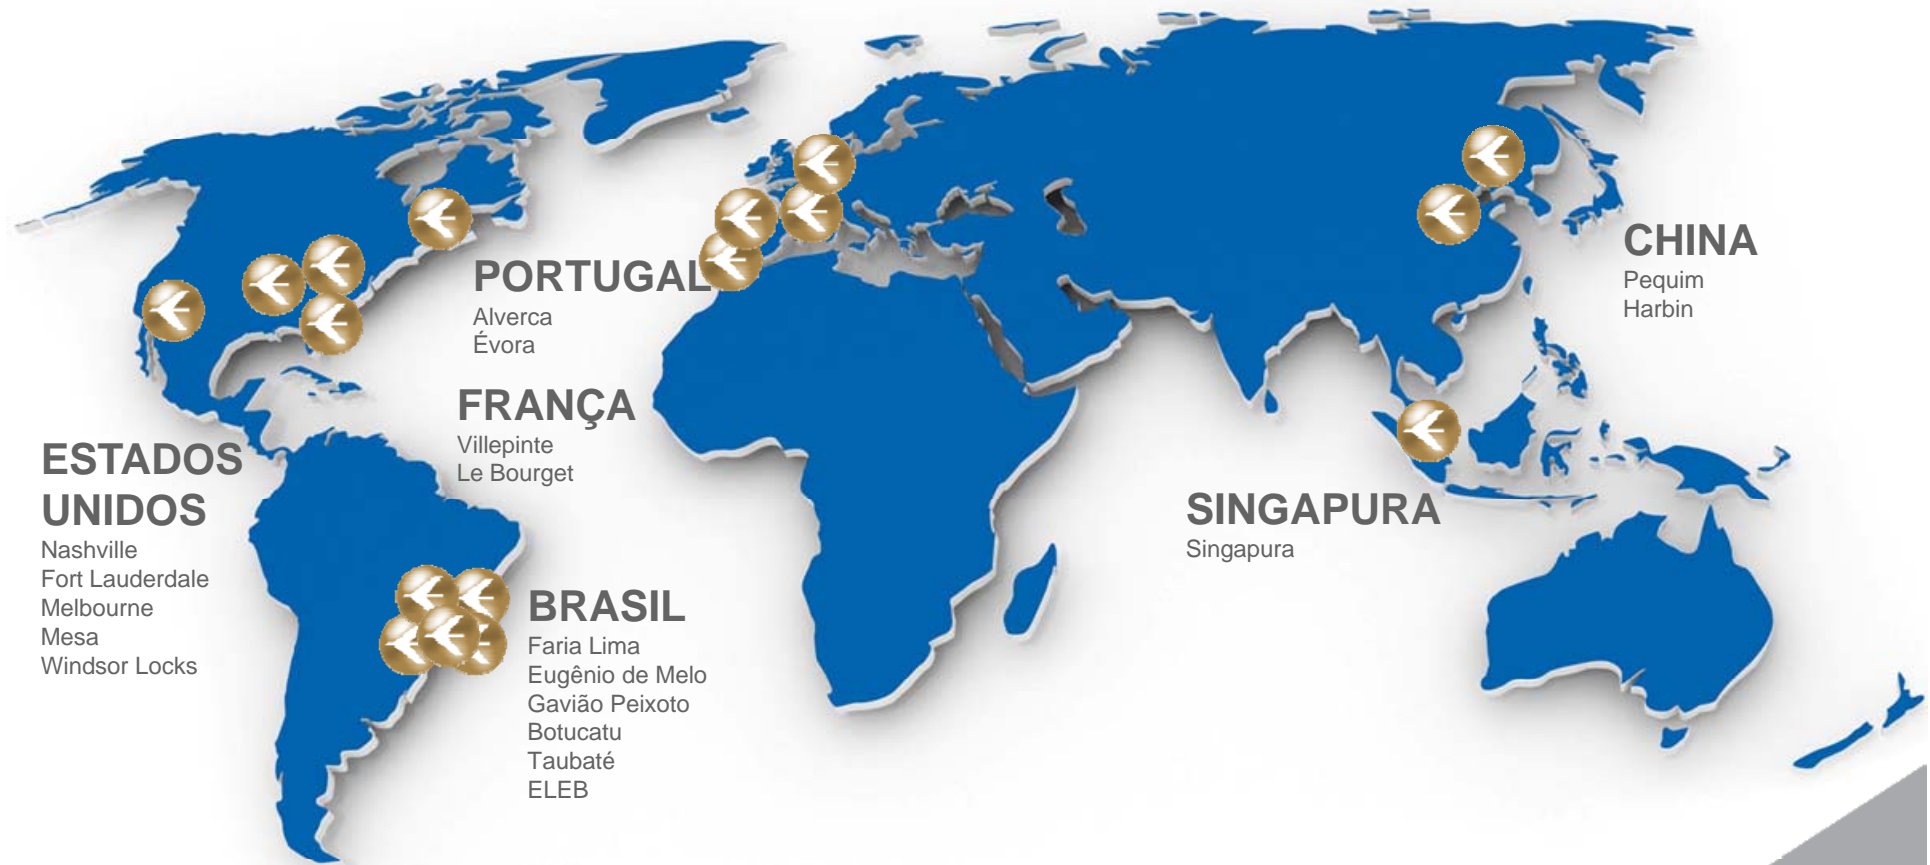 PORTUGAL
Alverca
Évora
FRANÇA
Villepinte
Le Bourget
ESTADOS
UNIDOS
Nashville
Fort Lauderdale
Melbourne
Mesa
Windsor Locks
BRASIL
Faria Lima
Eugênio de Melo
Gavião Peixoto
Botucatu
Taubaté
ELEB
CHINA
Pequim
Harbin
SINGAPURA
Singapura